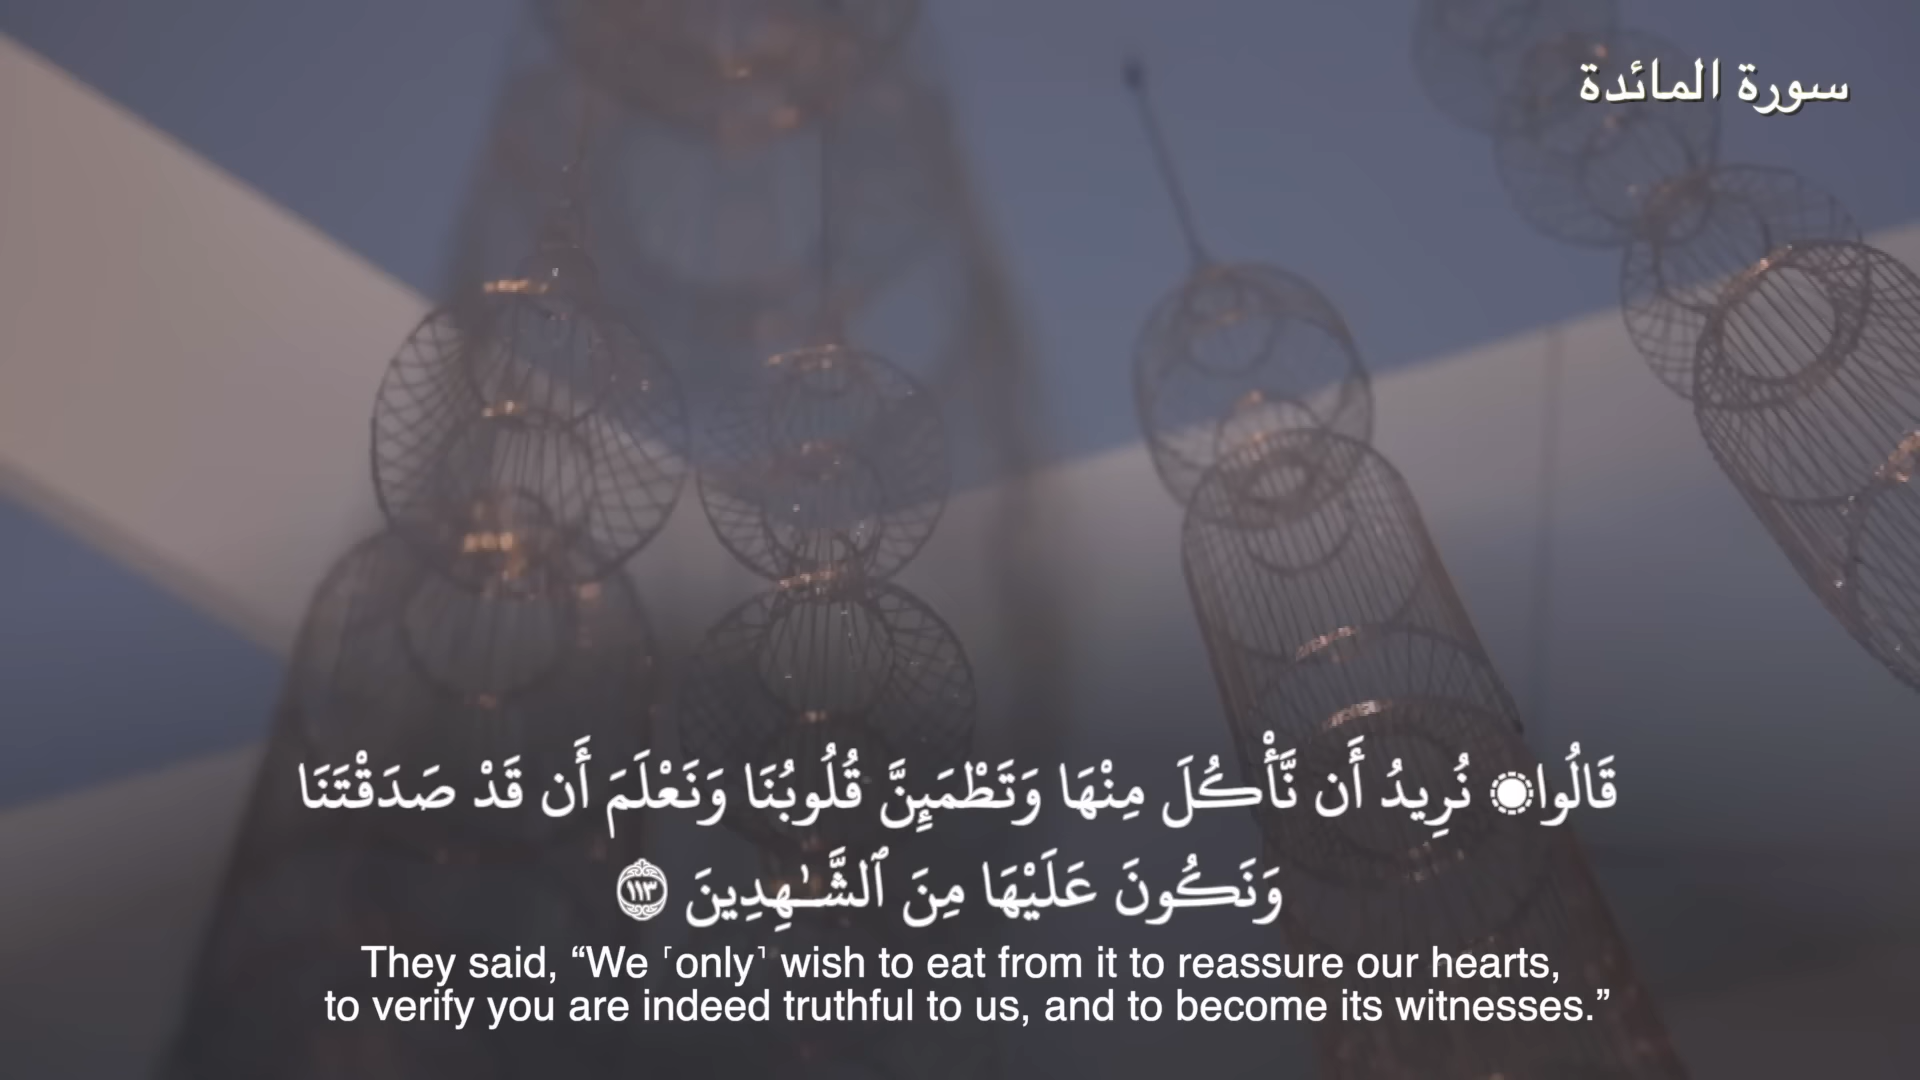 سورة المائدة
قَالُوا۟ نُرِيدُ أَن نَّأْكُلَ مِنْهَا وَتَطْمَئِنَّ قُلُوبُنَا وَنَعْلَمَ أَن قَدْ صَدَقْتَنَا
وَنَكُونَ عَلَيْهَا مِنَ ٱلشَّـٰهِدِينَ ١١٣
They said, “We ˹only˺ wish to eat from it to reassure our hearts,
to verify you are indeed truthful to us, and to become its witnesses.”